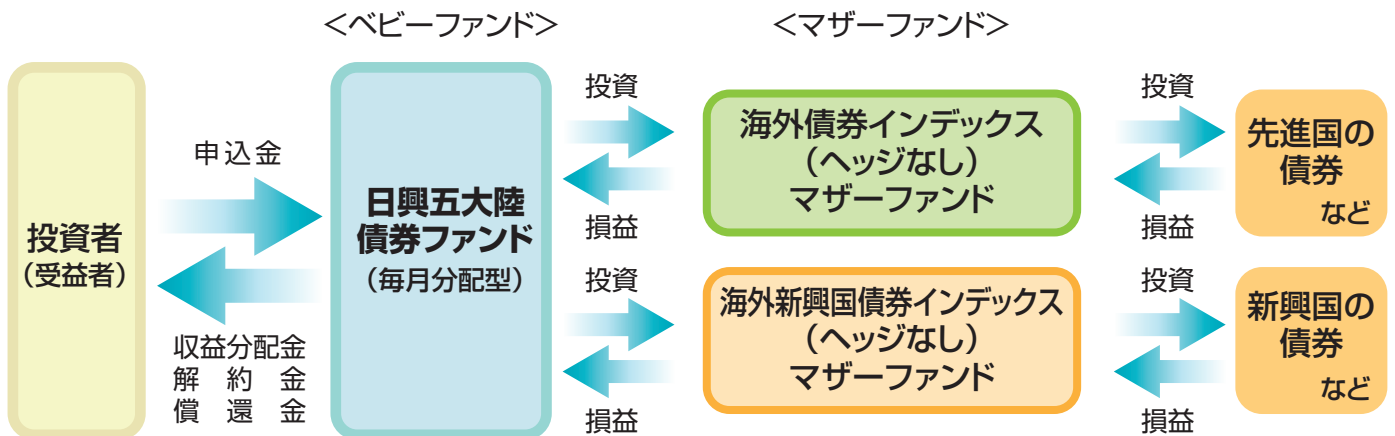 <ベビーファンド>
<マザーファンド>
投資者
(受益者)
申込金
収益分配金
解約金
償還金
日興五大陸
債券ファンド
(毎月分配型)
投資
損益
海外債券インデックス
(ヘッジなし)
マザーファンド
投資
損益
先進国の
債券
など
投資
損益
海外新興国債券インデックス
(ヘッジなし)
マザーファンド
投資
損益
新興国の
債券
など